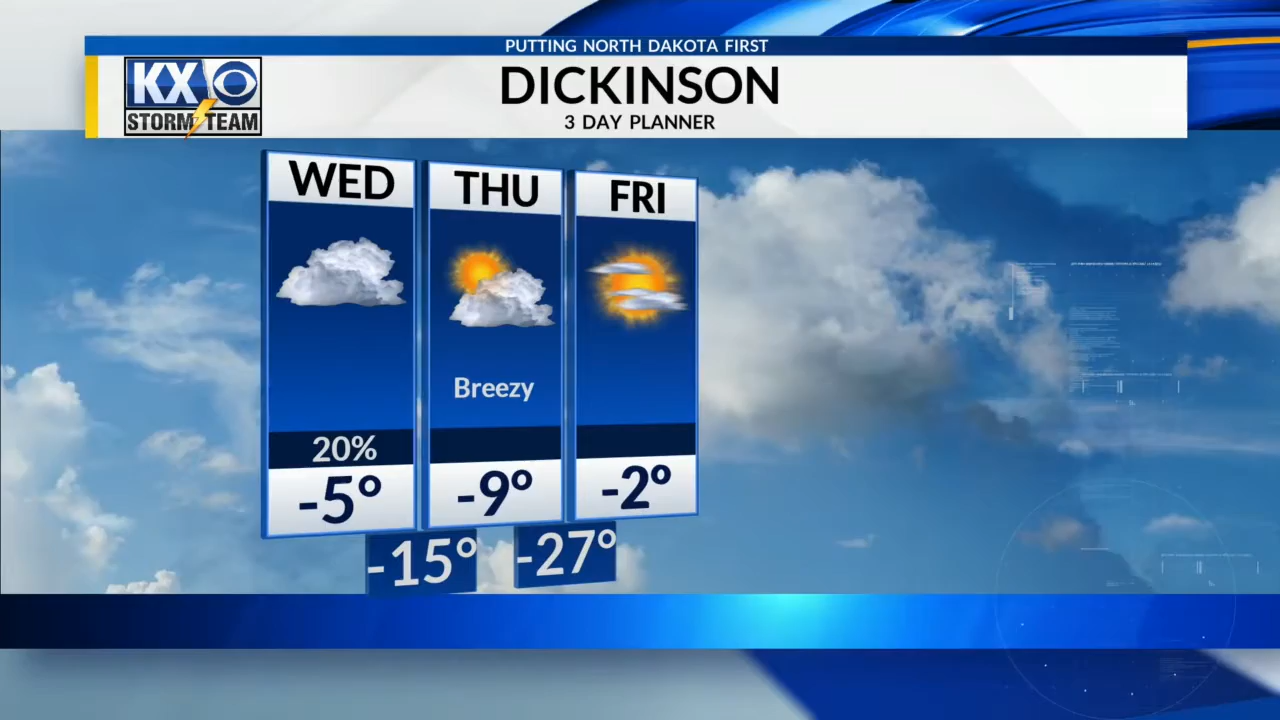 PUTTING NORTH DAKOTA FIRST
KX
STORM TEAM
DICKINSON
3 DAY PLANNER
WED THU FRI
Breezy
20%
-5° -9° -2°
-15° -27°